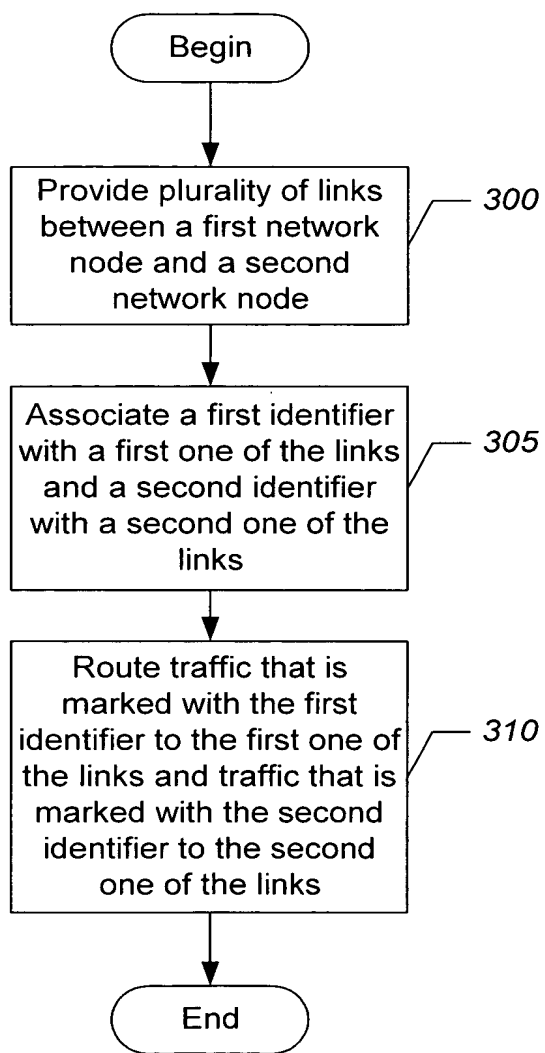 Begin
Provide plurality of links
between a first network
node and a second
network node
300
Associate a first identifier
with a first one of the links
and a second identifier
with a second one of the
links
305
Route traffic that is
marked with the first
identifier to the first one of
the links and traffic that is
marked with the second
identifier to the second
one of the links
310
End